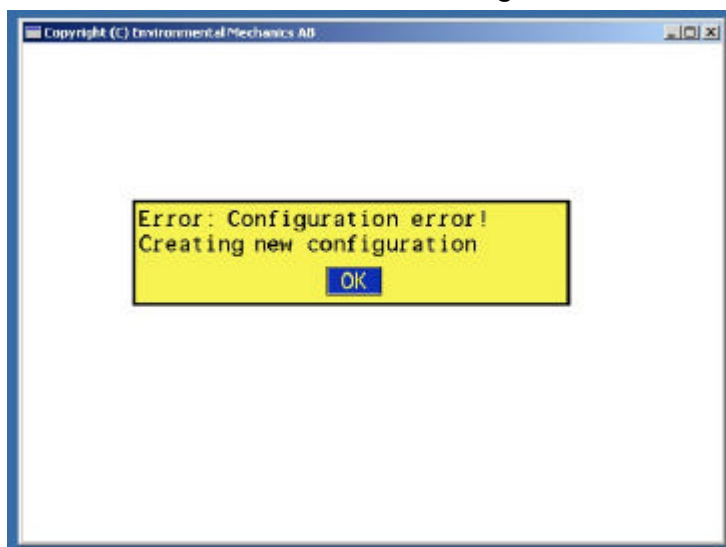 Copyright (C) Environmental Mechanics AB
Error: Configuration error!
Creating new configuration
OK